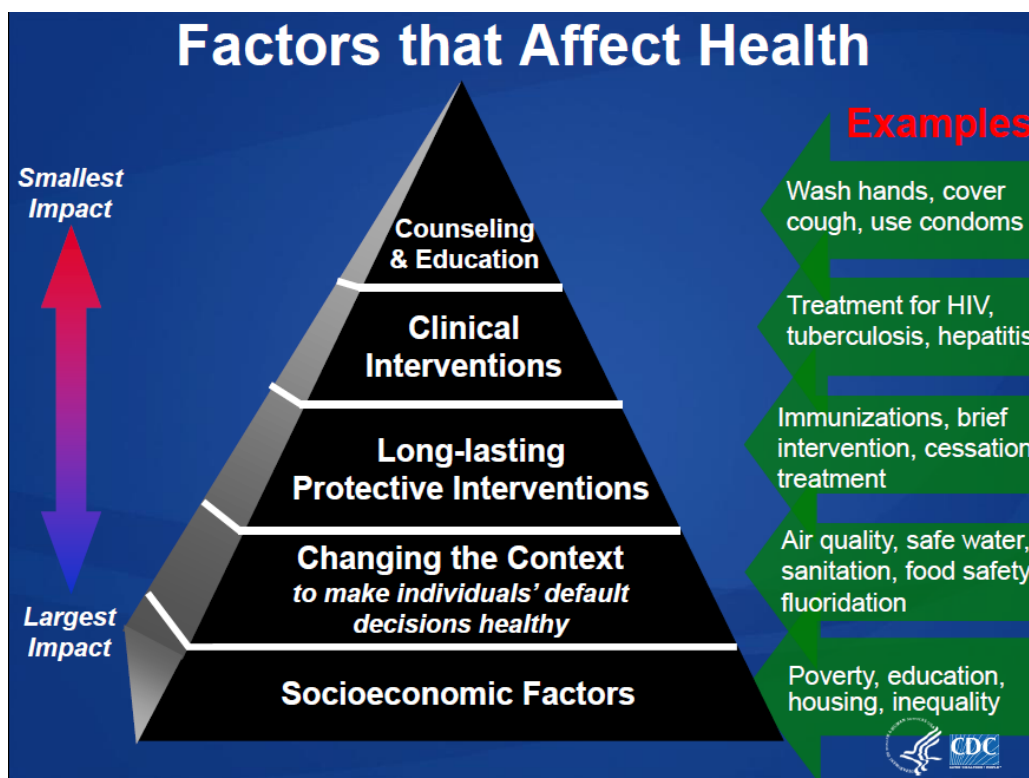 Factors that Affect Health
Examples
Smallest
Impact
Largest
Impact
Counseling
& Education
Clinical
Interventions
Long-lasting
Protective Interventions
Changing the Context
to make individuals' default
decisions healthy
Socioeconomic Factors
Wash hands, cover
cough, use condoms
Treatment for HIV,
tuberculosis, hepatitis
Immunizations, brief
intervention, cessation
treatment
Air quality, safe water,
sanitation, food safety
fluoridation
Poverty, education,
housing, inequality
CDC